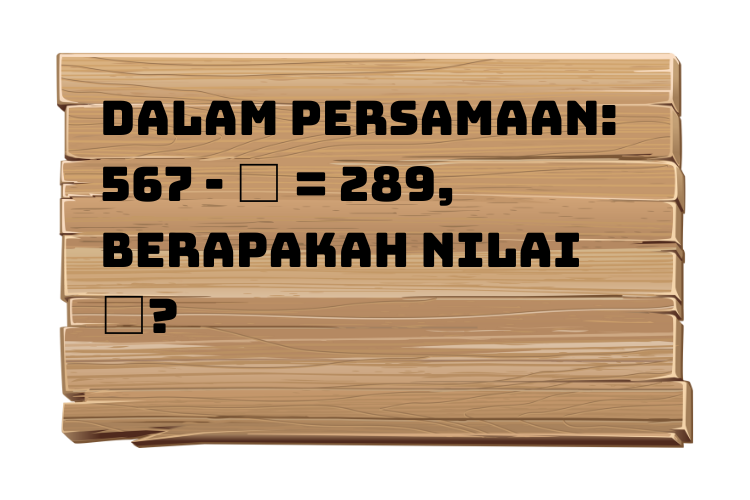 DALAM PERSAMAAN:
567 - □ = 289,
BERAPAKAH NILAI
□?